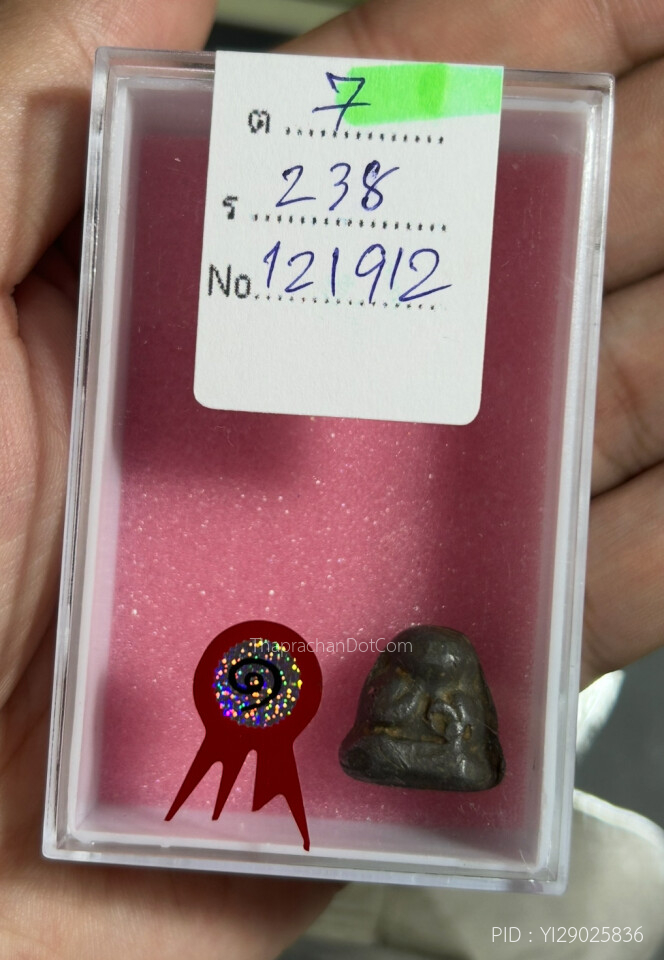 ต 7
ร 238
No 121912
ThaprachanDotCom
๑
PID : YI29025836